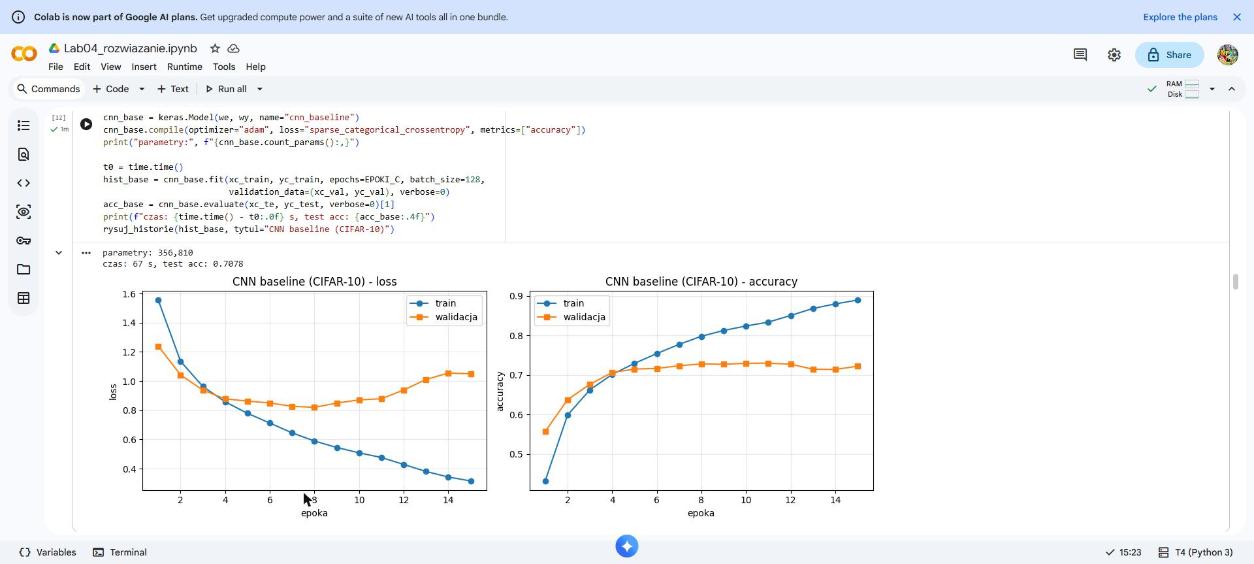 Colab is now part of Google AI plans. Get upgraded compute power and a suite of new AI tools all in one bundle.
Explore the plans
Lab04_rozwiazanie.ipynb
File Edit View Insert Runtime Tools Help
Share
Commands + Code + Text Run all
RAM
Disk
[12]
1m
cnn_base = keras.Model(we, wy, name="cnn_baseline")
cnn_base.compile(optimizer="adam", loss="sparse_categorical_crossentropy", metrics=["accuracy"])
print("parametry:", f"{cnn_base.count_params():,}")
t0 = time.time()
hist_base = cnn_base.fit(xc_train, yc_train, epochs=EPOKI_C, batch_size=128,
validation_data=(xc_val, yc_val), verbose=0)
acc_base = cnn_base.evaluate(xc_te, yc_test, verbose=0)[1]
print(f"czas: {time.time() - t0:.0f} s, test acc: {acc_base:.4f}")
rysuj_historie(hist_base, tytul="CNN baseline (CIFAR-10)")
parametry: 356,810
czas: 67 s, test acc: 0.7078
CNN baseline (CIFAR-10) - loss
train
walidacja
1.6
1.4
1.2
1.0
0.8
0.6
0.4
loss
2 4 6 8 10 12 14
epoka
CNN baseline (CIFAR-10) - accuracy
train
walidacja
0.9
0.8
0.7
0.6
0.5
accuracy
2 4 6 8 10 12 14
epoka
Variables Terminal
15:23
T4 (Python 3)